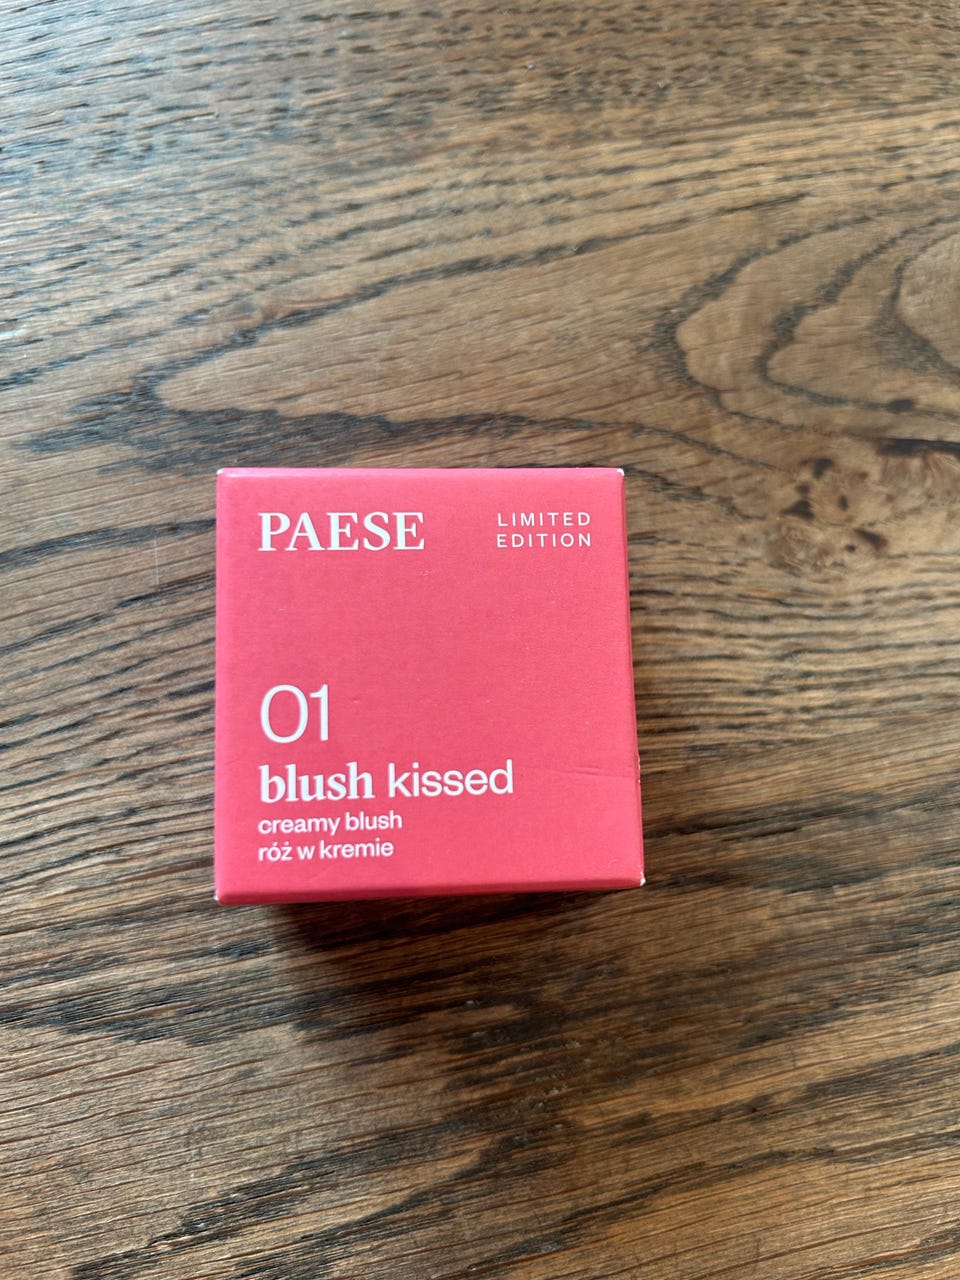 PAESE
LIMITED
EDITION
01
blush kissed
creamy blush
róż w kremie